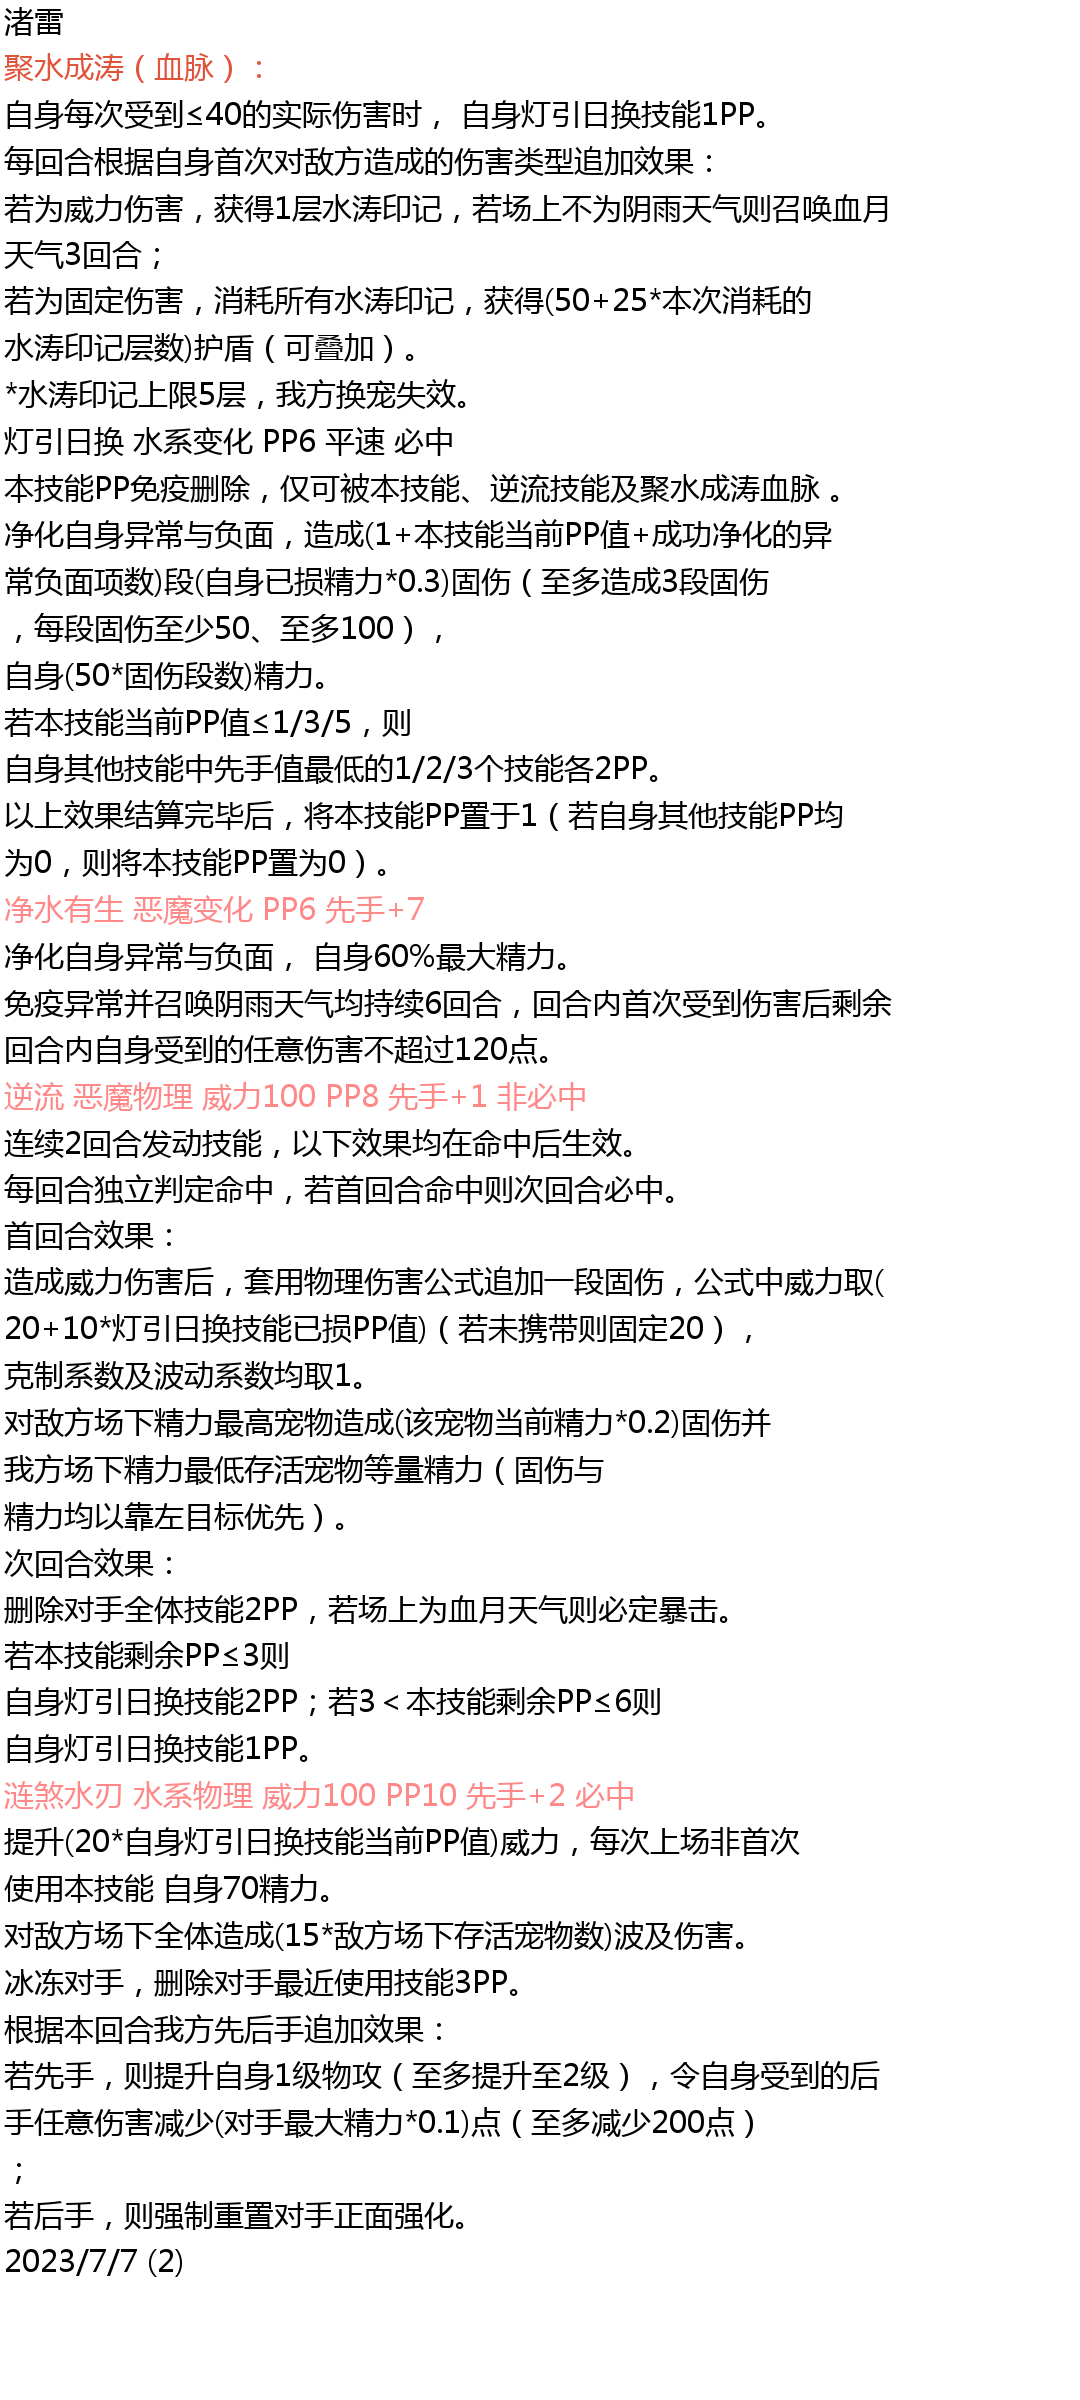 渚雷
聚水成涛（血脉）：
自身每次受到≤40的实际伤害时， 自身灯引日换技能1PP。
每回合根据自身首次对敌方造成的伤害类型追加效果：
若为威力伤害，获得1层水涛印记，若场上不为阴雨天气则召唤血月
天气3回合；
若为固定伤害，消耗所有水涛印记，获得(50+25*本次消耗的
水涛印记层数)护盾（可叠加）。
*水涛印记上限5层，我方换宠失效。
灯引日换 水系变化 PP6 平速 必中
本技能PP免疫删除，仅可被本技能、逆流技能及聚水成涛血脉 。
净化自身异常与负面，造成(1+本技能当前PP值+成功净化的异
常负面项数)段(自身已损精力*0.3)固伤（至多造成3段固伤
，每段固伤至少50、至多100），
自身(50*固伤段数)精力。
若本技能当前PP值≤1/3/5，则
自身其他技能中先手值最低的1/2/3个技能各2PP。
以上效果结算完毕后，将本技能PP置于1（若自身其他技能PP均
为0，则将本技能PP置为0）。
净水有生 恶魔变化 PP6 先手+7
净化自身异常与负面， 自身60%最大精力。
免疫异常并召唤阴雨天气均持续6回合，回合内首次受到伤害后剩余
回合内自身受到的任意伤害不超过120点。
逆流 恶魔物理 威力100 PP8 先手+1 非必中
连续2回合发动技能，以下效果均在命中后生效。
每回合独立判定命中，若首回合命中则次回合必中。
首回合效果：
造成威力伤害后，套用物理伤害公式追加一段固伤，公式中威力取(
20+10*灯引日换技能已损PP值)（若未携带则固定20），
克制系数及波动系数均取1。
对敌方场下精力最高宠物造成(该宠物当前精力*0.2)固伤并
我方场下精力最低存活宠物等量精力（固伤与
精力均以靠左目标优先）。
次回合效果：
删除对手全体技能2PP，若场上为血月天气则必定暴击。
若本技能剩余PP≤3则
自身灯引日换技能2PP；若3＜本技能剩余PP≤6则
自身灯引日换技能1PP。
涟煞水刃 水系物理 威力100 PP10 先手+2 必中
提升(20*自身灯引日换技能当前PP值)威力，每次上场非首次
使用本技能 自身70精力。
对敌方场下全体造成(15*敌方场下存活宠物数)波及伤害。
冰冻对手，删除对手最近使用技能3PP。
根据本回合我方先后手追加效果：
若先手，则提升自身1级物攻（至多提升至2级），令自身受到的后
手任意伤害减少(对手最大精力*0.1)点（至多减少200点）
；
若后手，则强制重置对手正面强化。
2023/7/7 (2)